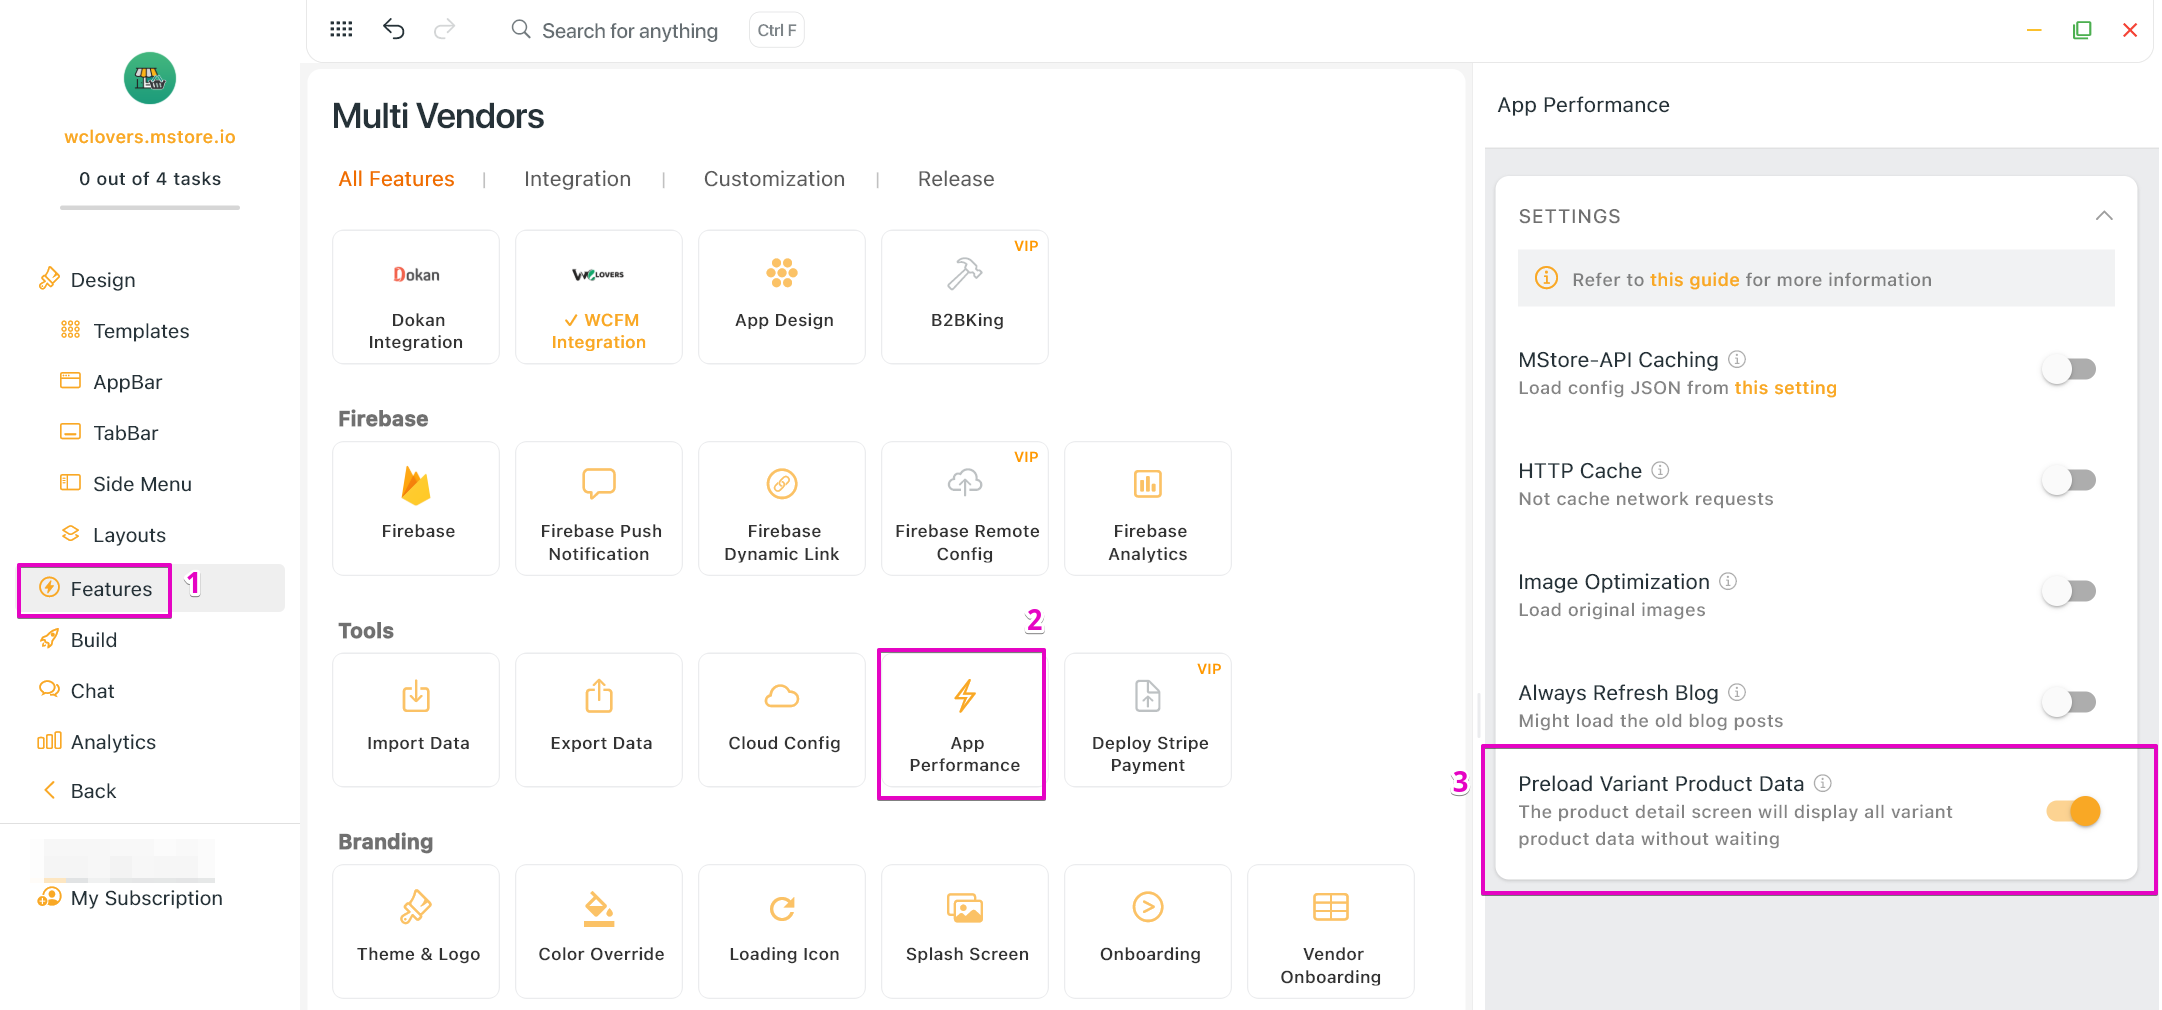 Search for anything
Ctrl F
wclovers.mstore.io
0 out of 4 tasks
Design
Templates
AppBar
TabBar
Side Menu
Layouts
Features
1
Build
Chat
Analytics
Back
My Subscription
Multi Vendors
All Features | Integration | Customization | Release
Dokan
Dokan
Integration
WCLOVERS
WCFM
Integration
App Design
VIP
B2BKing
Firebase
Firebase
Firebase Push
Notification
Firebase
Dynamic Link
VIP
Firebase Remote
Config
Firebase
Analytics
Tools
2
Import Data
Export Data
Cloud Config
App
Performance
VIP
Deploy Stripe
Payment
Branding
Theme & Logo
Color Override
Loading Icon
Splash Screen
Onboarding
Vendor
Onboarding
App Performance
SETTINGS
Refer to this guide for more information
MStore-API Caching
Load config JSON from this setting
HTTP Cache
Not cache network requests
Image Optimization
Load original images
Always Refresh Blog
Might load the old blog posts
3
Preload Variant Product Data
The product detail screen will display all variant
product data without waiting